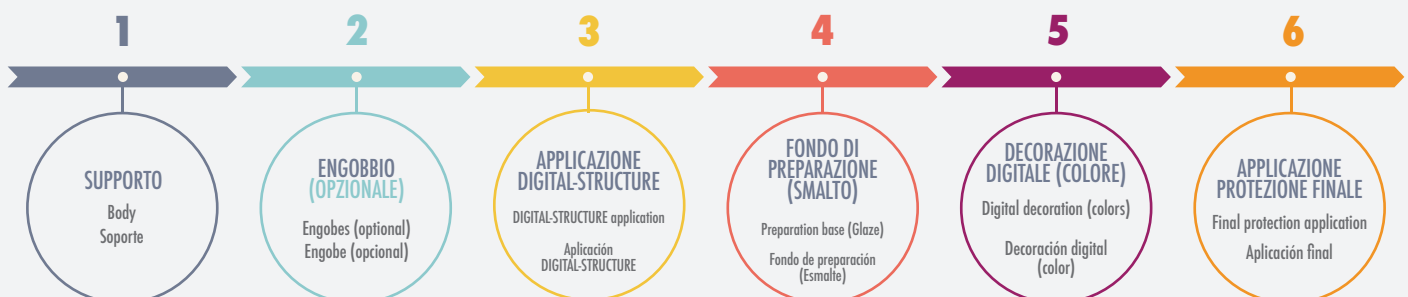 1
SUPPORTO
Body
Soporte
2
ENGOBBIO
(OPZIONALE)
Engobes (optional)
Engobe (opcional)
3
APPLICAZIONE
DIGITAL-STRUCTURE
DIGITAL-STRUCTURE application
Aplicación
DIGITAL-STRUCTURE
4
FONDO DI
PREPARAZIONE
(SMALTO)
Preparation base (Glaze)
Fondo de preparación
(Esmalte)
5
DECORAZIONE
DIGITALE (COLORE)
Digital decoration (colors)
Decoración digital
(color)
6
APPLICAZIONE
PROTEZIONE FINALE
Final protection application
Aplicación final